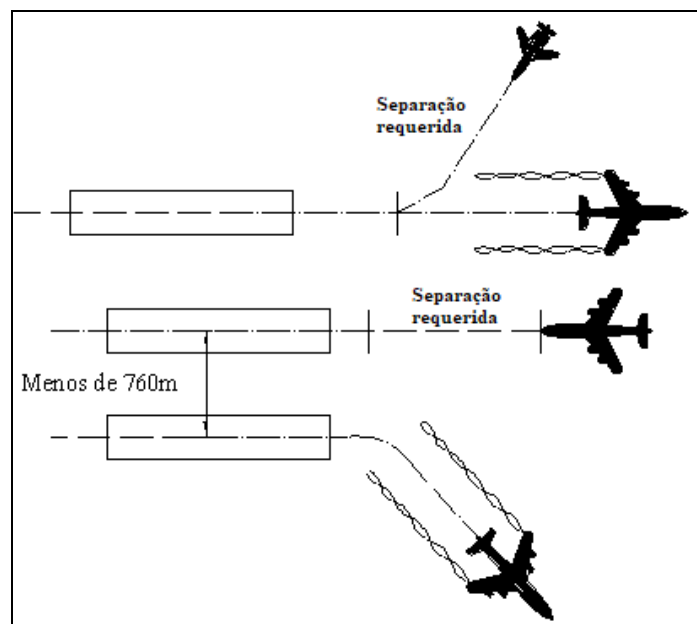 Separação
requerida
Separação
requerida
Menos de 760m